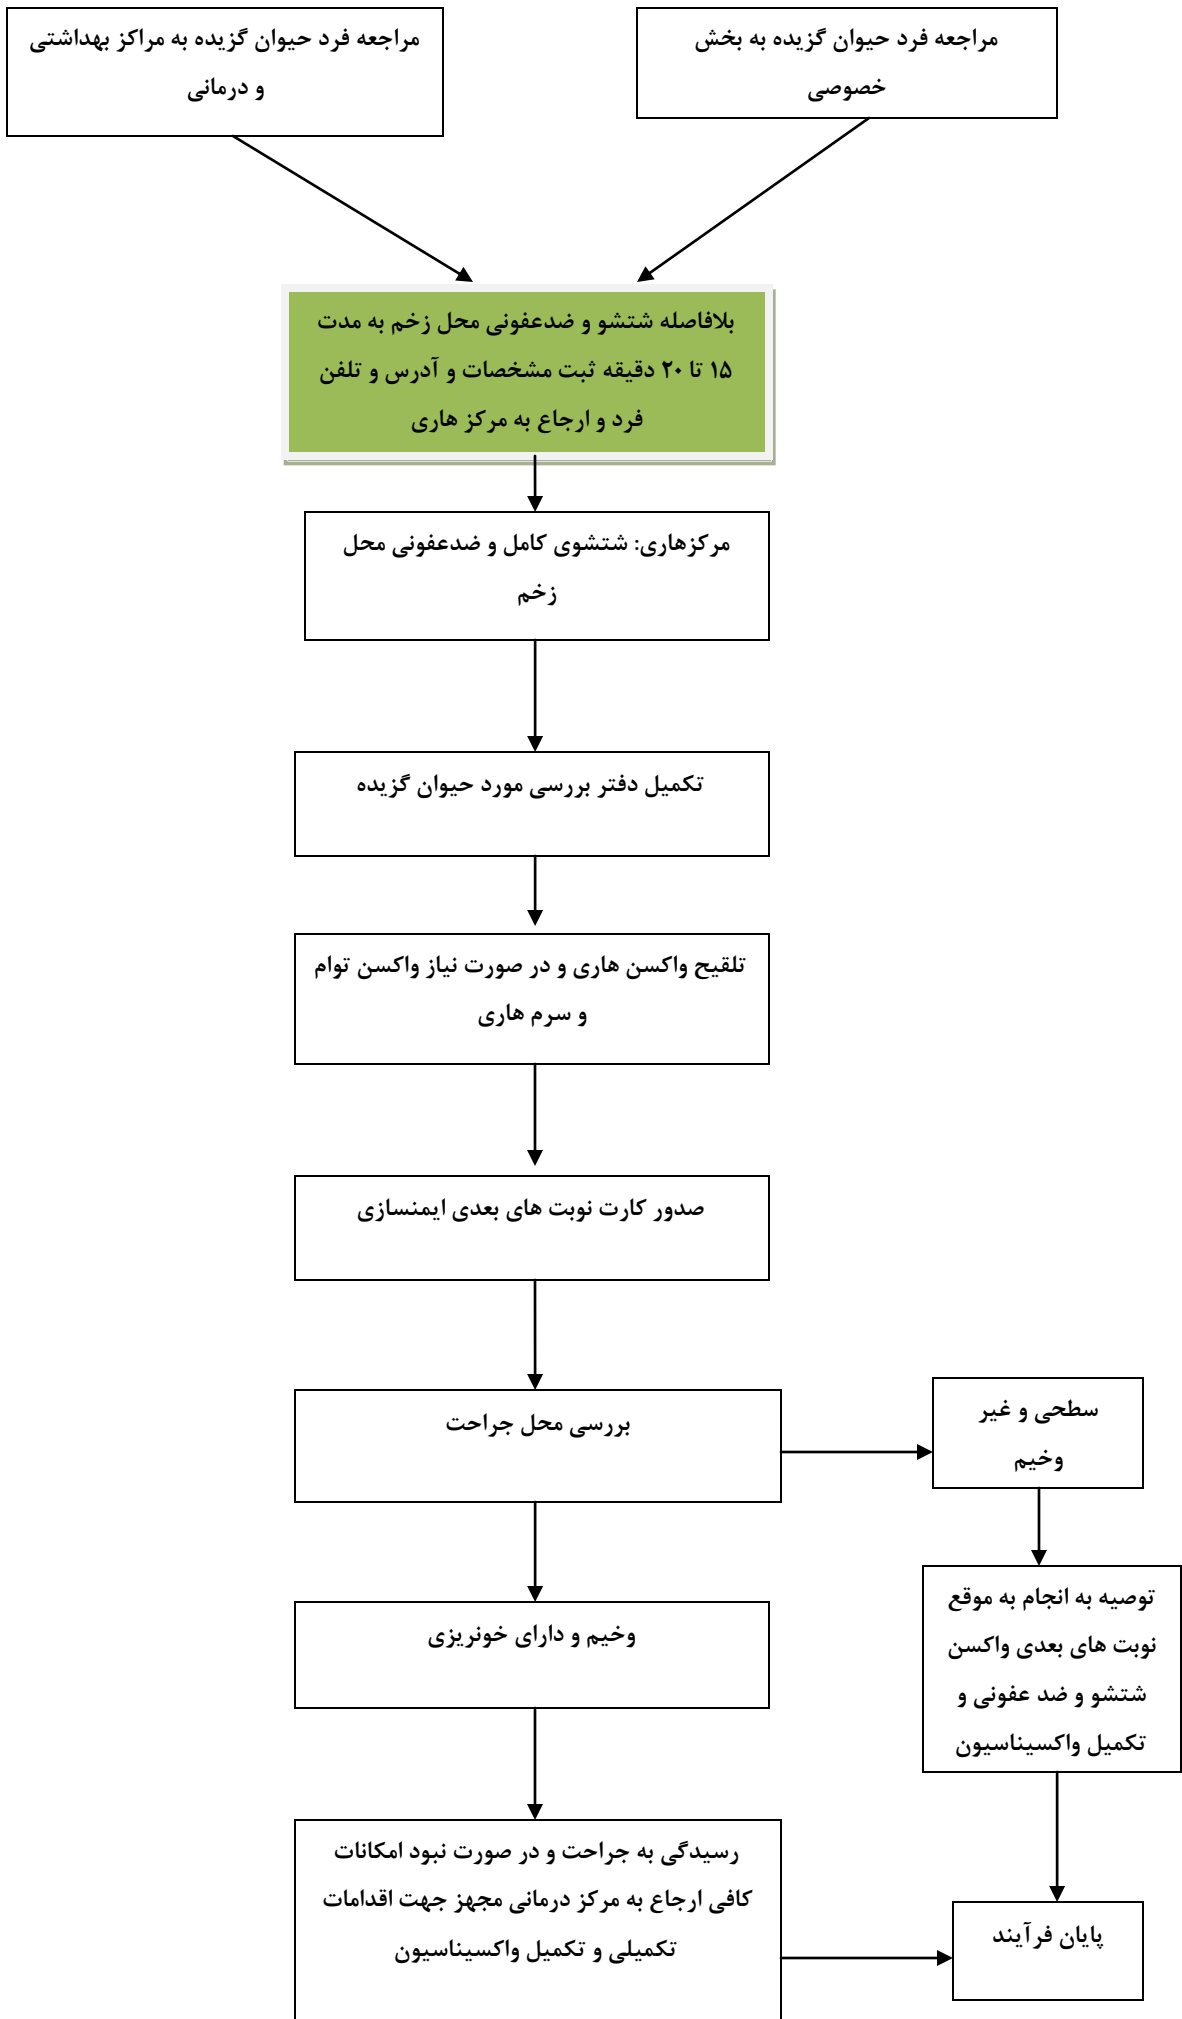 مراجعه فرد حیوان گزیده به بخش
خصوصی
مراجعه فرد حیوان گزیده به مراکز بهداشتی
و درمانی
بلافاصله شتشو و ضدعفونی محل زخم به مدت
۱۵ تا ۲۰ دقیقه ثبت مشخصات و آدرس و تلفن
فرد و ارجاع به مرکز هاری
مرکزهاری: شتشوی کامل و ضدعفونی محل
زخم
تکمیل دفتر بررسی مورد حیوان گزیده
تلقیح واکسن هاری و در صورت نیاز واکسن توام
و سرم هاری
صدور کارت نوبت های بعدی ایمنسازی
بررسی محل جراحت
سطحی و غیر
وخیم
وخیم و دارای خونریزی
توصیه به انجام به موقع
نوبت های بعدی واکسن
شتشو و ضد عفونی و
تکمیل واکسیناسیون
رسیدگی به جراحت و در صورت نبود امکانات
کافی ارجاع به مرکز درمانی مجهز جهت اقدامات
تکمیلی و تکمیل واکسیناسیون
پایان فرآیند